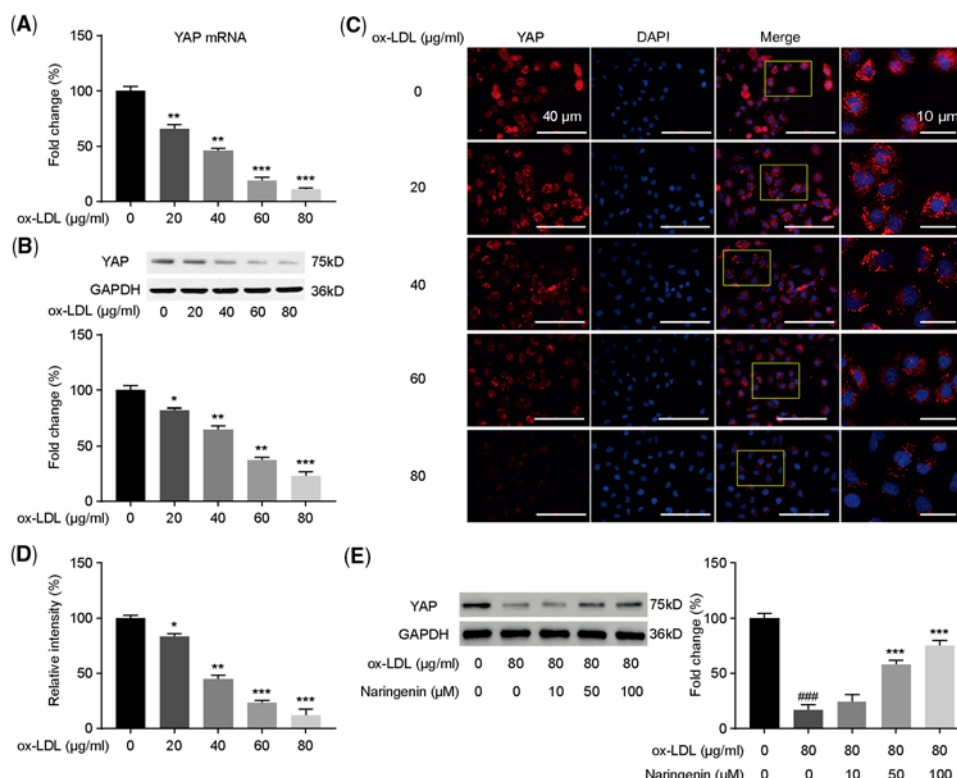 (A)
YAP mRNA
Fold change (%)
150
100
50
0
** ** *** ***
ox-LDL (μg/ml) 0 20 40 60 80
(B)
YAP 75kD
GAPDH 36kD
ox-LDL (μg/ml) 0 20 40 60 80
Fold change (%)
150
100
50
0
* ** ** ***
ox-LDL (μg/ml) 0 20 40 60 80
(C)
ox-LDL (μg/ml) YAP DAPI Merge
0
40 μm 10 μm
20
40
60
80
(D)
Relative intensity (%)
150
100
50
0
* ** *** ***
ox-LDL (μg/ml) 0 20 40 60 80
(E)
YAP 75kD
GAPDH 36kD
ox-LDL (μg/ml) 0 80 80 80 80
Naringenin (μM) 0 0 10 50 100
Fold change (%)
150
100
50
0
### *** ***
ox-LDL (μg/ml) 0 80 80 80 80
Naringenin (μM) 0 0 10 50 100